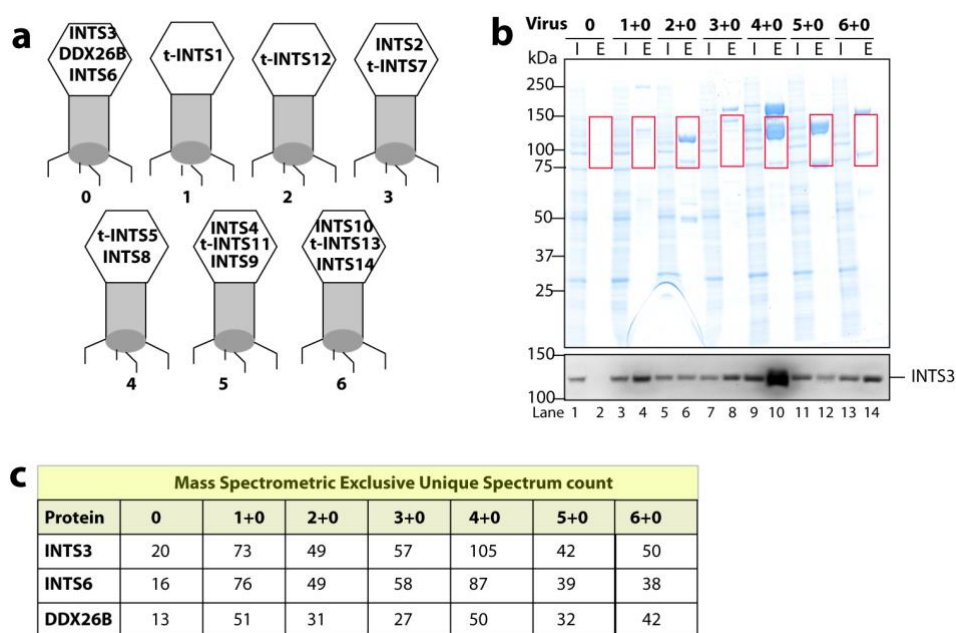 a
INTS3
DDX26B
INTS6
t-INTS1
t-INTS12
INTS2
t-INTS7
0
1
2
3
t-INTS5
INTS8
INTS4
t-INTS11
INTS9
INTS10
t-INTS13
INTS14
4
5
6
b
Virus 0 1+0 2+0 3+0 4+0 5+0 6+0
I E I E I E I E I E I E I E
kDa
250
150
100
75
50
37
25
150
100
INTS3
Lane 1 2 3 4 5 6 7 8 9 10 11 12 13 14
c
Mass Spectrometric Exclusive Unique Spectrum count
Protein 0 1+0 2+0 3+0 4+0 5+0 6+0
INTS3 20 73 49 57 105 42 50
INTS6 16 76 49 58 87 39 38
DDX26B 13 51 31 27 50 32 42